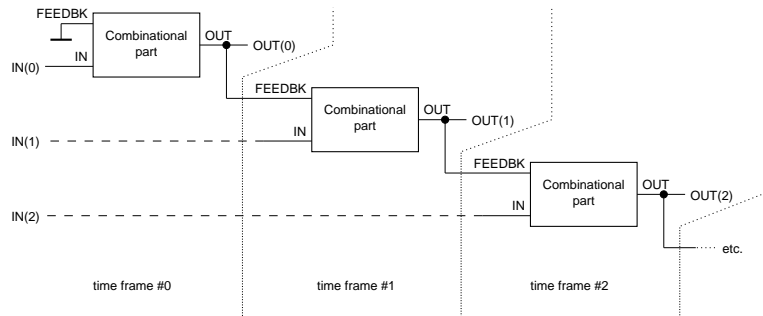 FEEDBK
Combinational
part
OUT
OUT(0)
IN
IN(0)
FEEDBK
Combinational
part
OUT
OUT(1)
IN
IN(1)
FEEDBK
Combinational
part
OUT
OUT(2)
IN
IN(2)
etc.
time frame #0
time frame #1
time frame #2